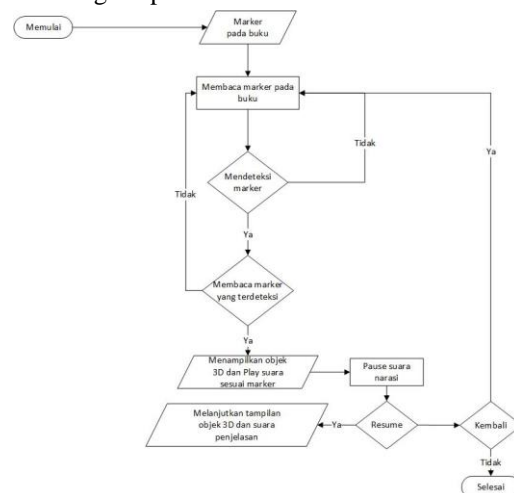 Memulai
Marker
pada buku
Membaca marker pada
buku
Tidak
Ya
Mendeteksi
marker
Tidak
Ya
Membaca marker
yang terdeteksi
Ya
Menampilkan objek
3D dan Play suara
sesuai marker
Pause suara
narasi
Melanjutkan tampilan
objek 3D dan suara
penjelasan
Ya
Resume
Kembali
Tidak
Selesai